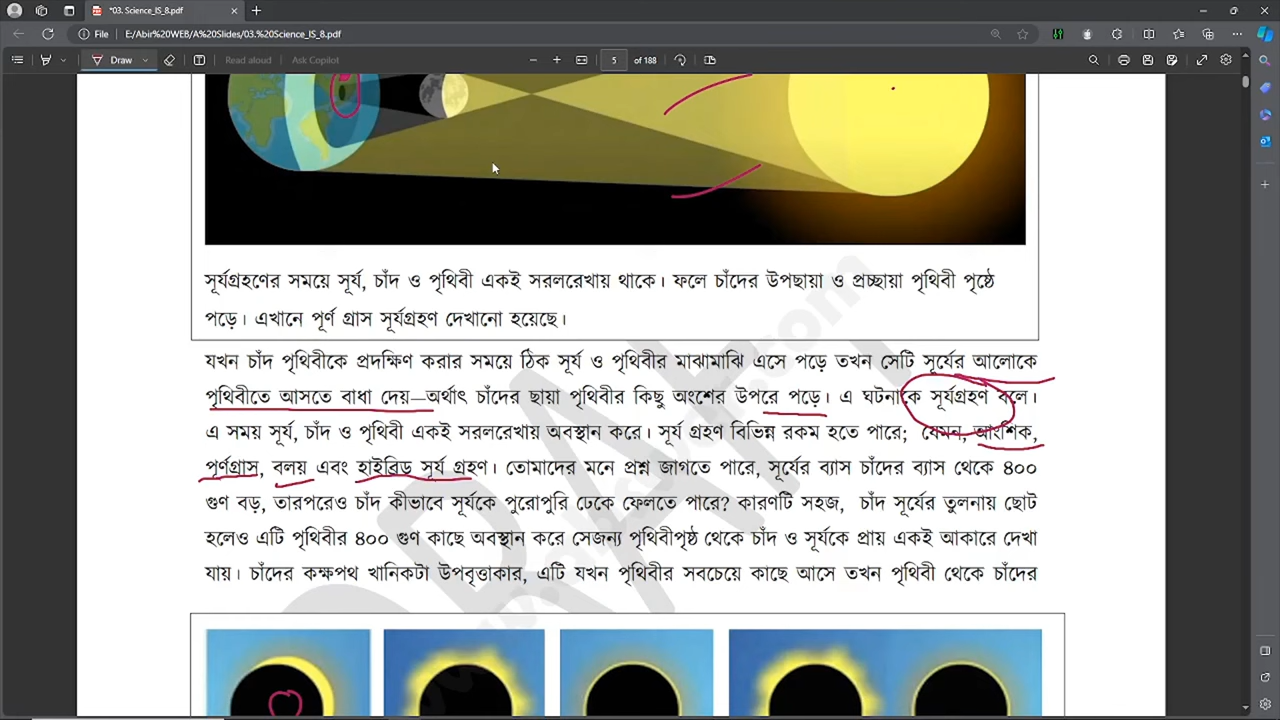 *03. Science_IS_8.pdf
File E:/Abir%20WEB/A%20Slides/03.%20Science_IS_8.pdf
Draw Read aloud Ask Copilot 5 of 188
সূর্যগ্রহণের সময়ে সূর্য, চাঁদ ও পৃথিবী একই সরলরেখায় থাকে। ফলে চাঁদের উপছায়া ও প্রচ্ছায়া পৃথিবী পৃষ্ঠে
পড়ে। এখানে পূর্ণ গ্রাস সূর্যগ্রহণ দেখানো হয়েছে।
যখন চাঁদ পৃথিবীকে প্রদক্ষিণ করার সময়ে ঠিক সূর্য ও পৃথিবীর মাঝামাঝি এসে পড়ে তখন সেটি সূর্যের আলোকে
পৃথিবীতে আসতে বাধা দেয়—অর্থাৎ চাঁদের ছায়া পৃথিবীর কিছু অংশের উপরে পড়ে। এ ঘটনাকে সূর্যগ্রহণ বলে।
এ সময় সূর্য, চাঁদ ও পৃথিবী একই সরলরেখায় অবস্থান করে। সূর্য গ্রহণ বিভিন্ন রকম হতে পারে; যেমন, আংশিক,
পূর্ণগ্রাস, বলয় এবং হাইব্রিড সূর্য গ্রহণ। তোমাদের মনে প্রশ্ন জাগতে পারে, সূর্যের ব্যাস চাঁদের ব্যাস থেকে ৪০০
গুণ বড়, তারপরেও চাঁদ কীভাবে সূর্যকে পুরোপুরি ঢেকে ফেলতে পারে? কারণটি সহজ, চাঁদ সূর্যের তুলনায় ছোট
হলেও এটি পৃথিবীর ৪০০ গুণ কাছে অবস্থান করে সেজন্য পৃথিবীপৃষ্ঠ থেকে চাঁদ ও সূর্যকে প্রায় একই আকারে দেখা
যায়। চাঁদের কক্ষপথ খানিকটা উপবৃত্তাকার, এটি যখন পৃথিবীর সবচেয়ে কাছে আসে তখন পৃথিবী থেকে চাঁদের